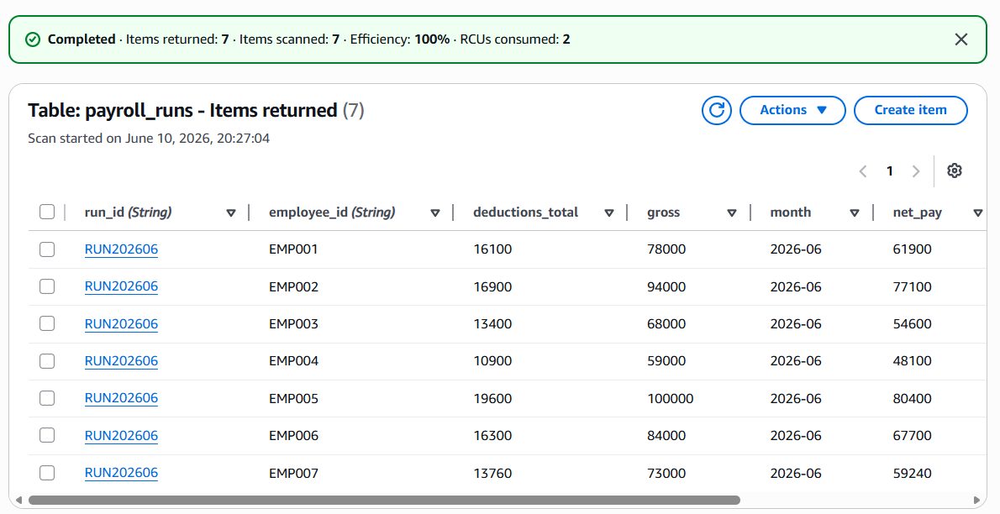 Completed · Items returned: 7 · Items scanned: 7 · Efficiency: 100% · RCUs consumed: 2
Table: payroll_runs - Items returned (7)
Actions Create item
Scan started on June 10, 2026, 20:27:04
1
run_id (String) employee_id (String) deductions_total gross month net_pay
RUN202606 EMP001 16100 78000 2026-06 61900
RUN202606 EMP002 16900 94000 2026-06 77100
RUN202606 EMP003 13400 68000 2026-06 54600
RUN202606 EMP004 10900 59000 2026-06 48100
RUN202606 EMP005 19600 100000 2026-06 80400
RUN202606 EMP006 16300 84000 2026-06 67700
RUN202606 EMP007 13760 73000 2026-06 59240